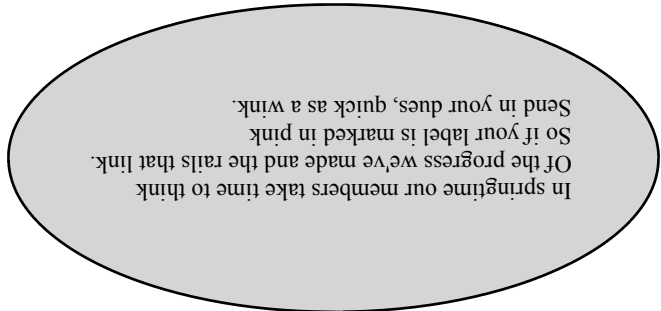 In springtime our members take time to think
Of the progress we've made and the rails that link.
So if your label is marked in pink
Send in your dues, quick as a wink.